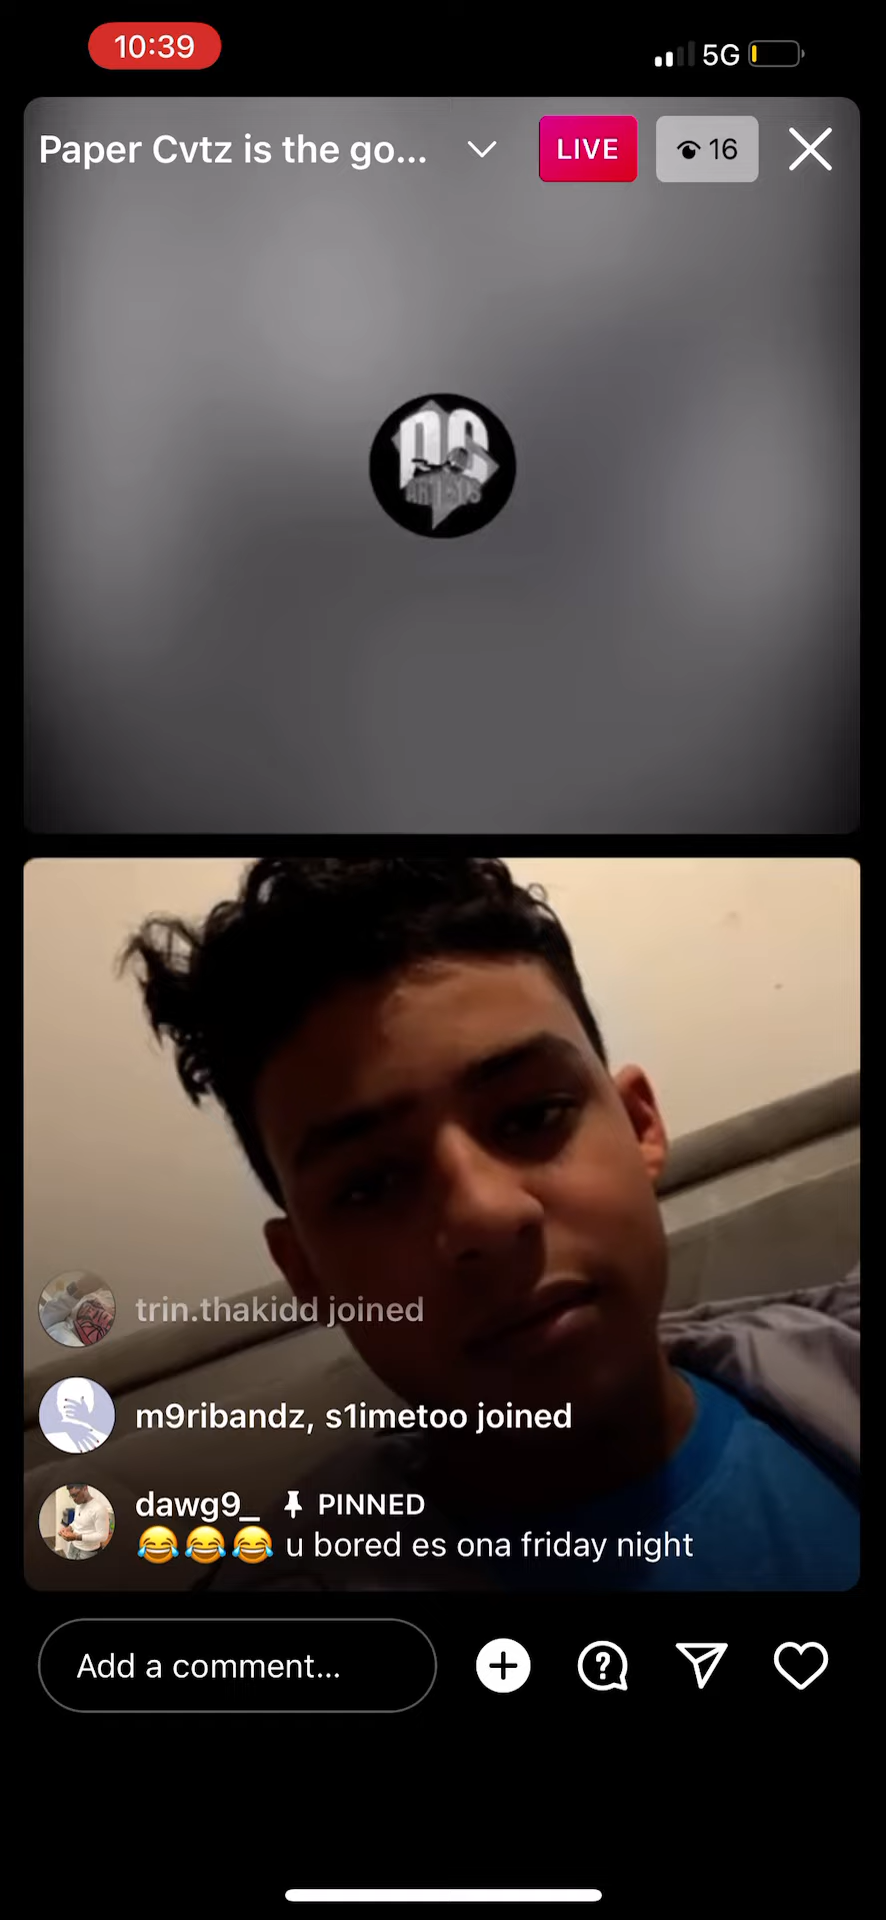 10:39
5G
Paper Cvtz is the go...
LIVE
16
ARTISTS
trin.thakidd joined
m9ribandz, s1imetoo joined
dawg9_ PINNED
😂😂😂 u bored es ona friday night
Add a comment...